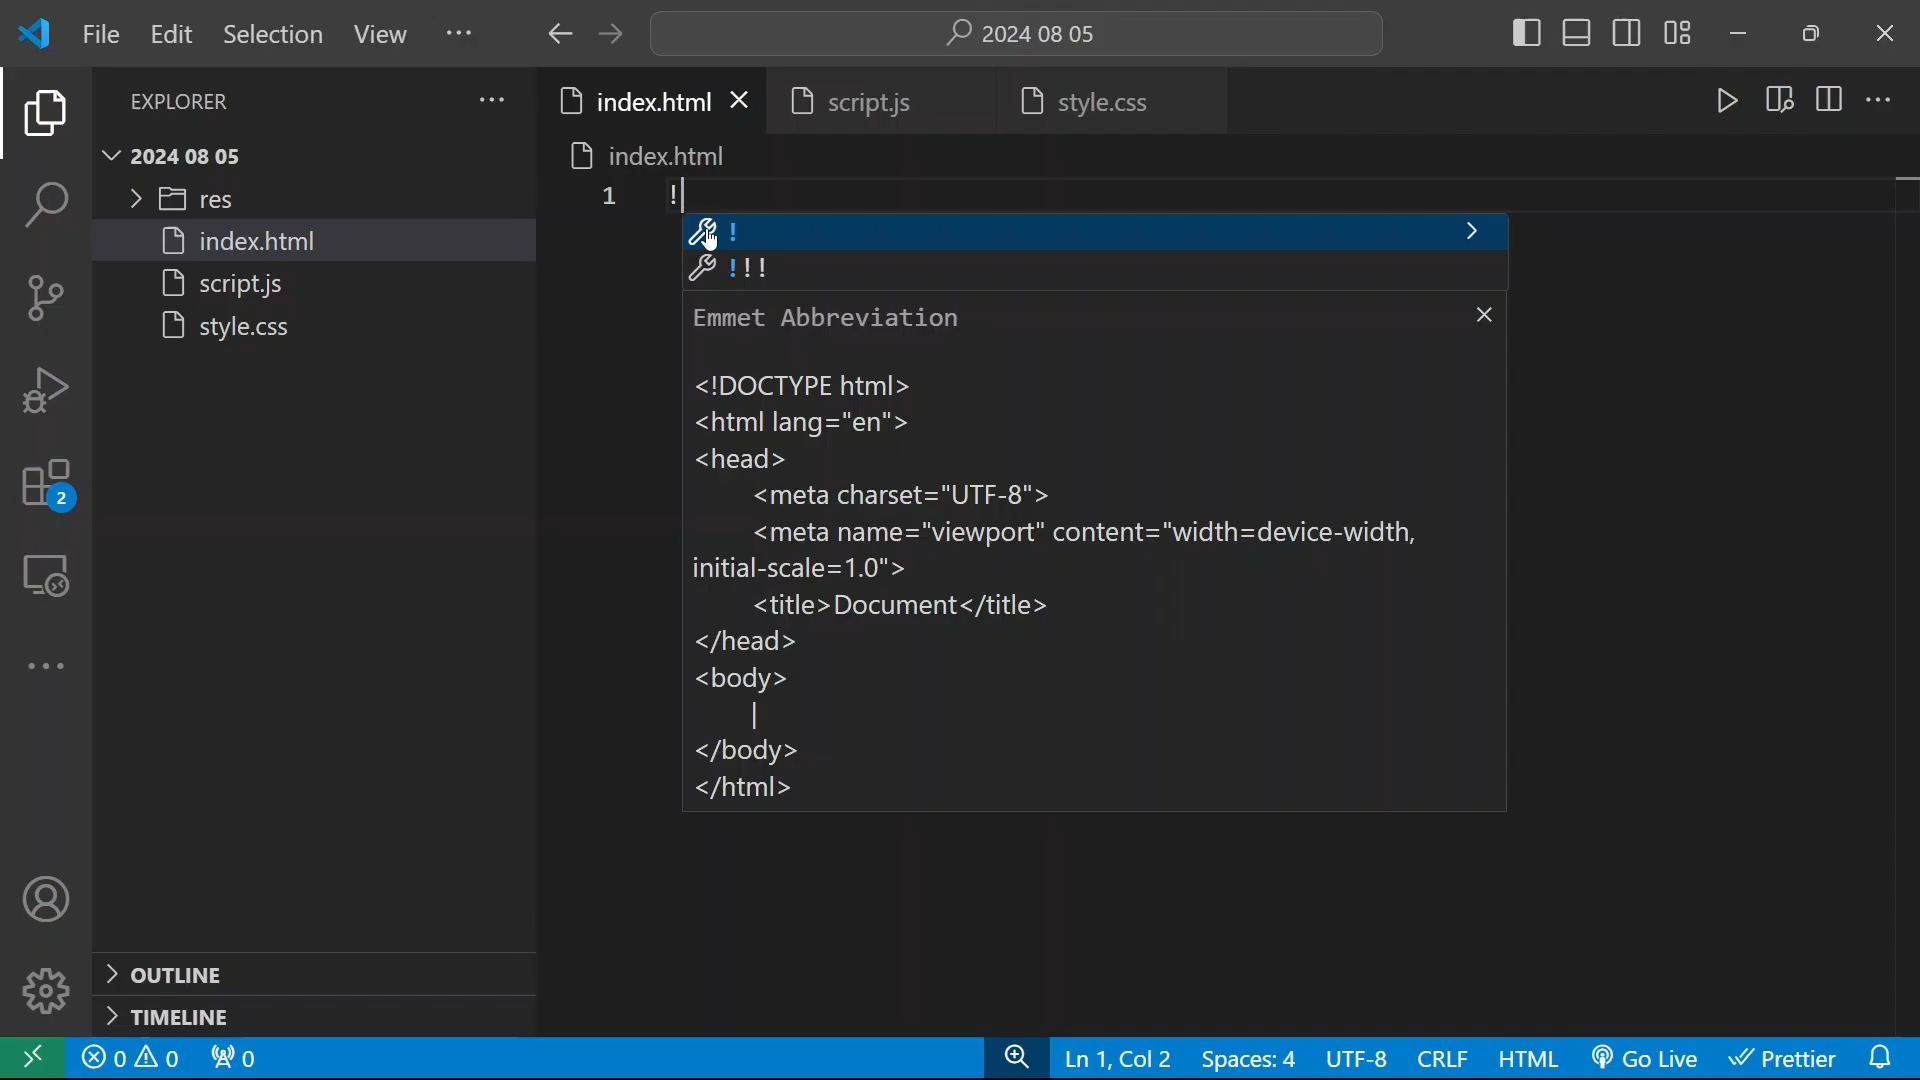 File Edit Selection View ··· 2024 08 05
EXPLORER ···
2024 08 05
res
index.html
script.js
style.css
OUTLINE
TIMELINE
2
index.html script.js style.css
index.html
1 !
!
!!!
Emmet Abbreviation
<!DOCTYPE html>
<html lang="en">
<head>
<meta charset="UTF-8">
<meta name="viewport" content="width=device-width,
initial-scale=1.0">
<title>Document</title>
</head>
<body>
|
</body>
</html>
0 0 0 Ln 1, Col 2 Spaces: 4 UTF-8 CRLF HTML Go Live Prettier